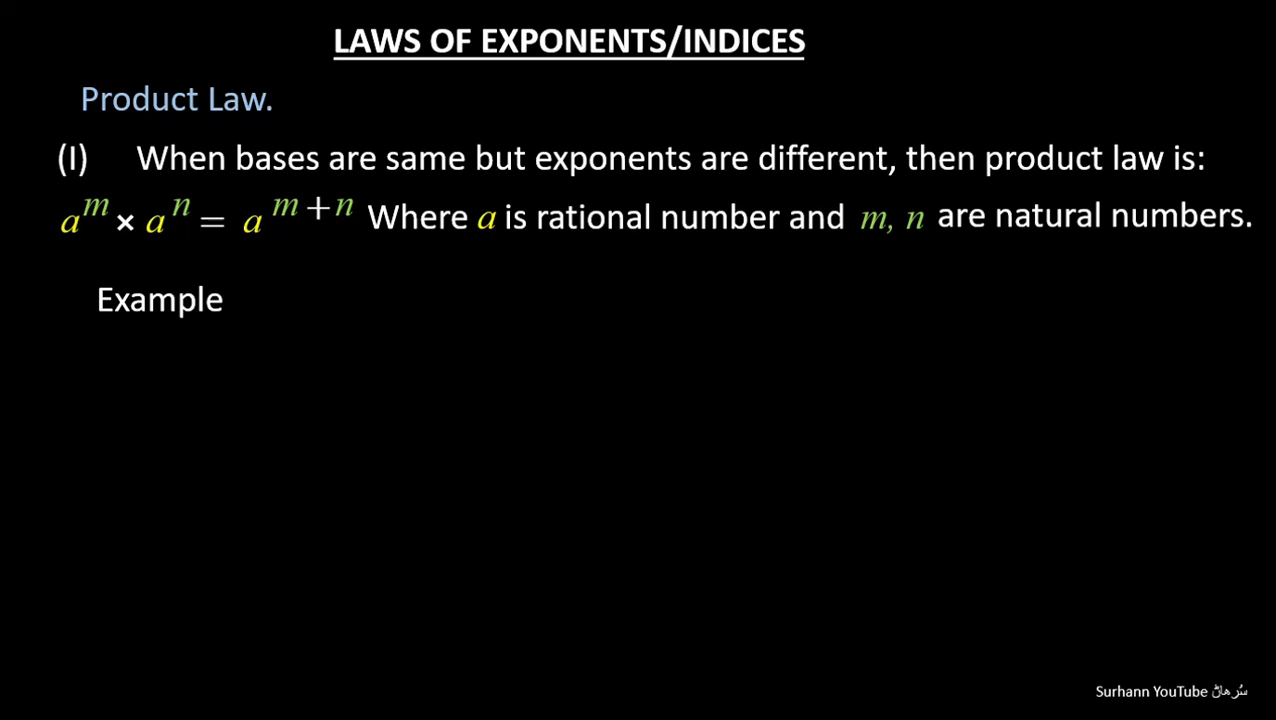 LAWS OF EXPONENTS/INDICES
Product Law.
(I) When bases are same but exponents are different, then product law is:
a^m × a^n = a^{m+n} Where a is rational number and m, n are natural numbers.
Example
Surhann YouTube سُرھاڻ